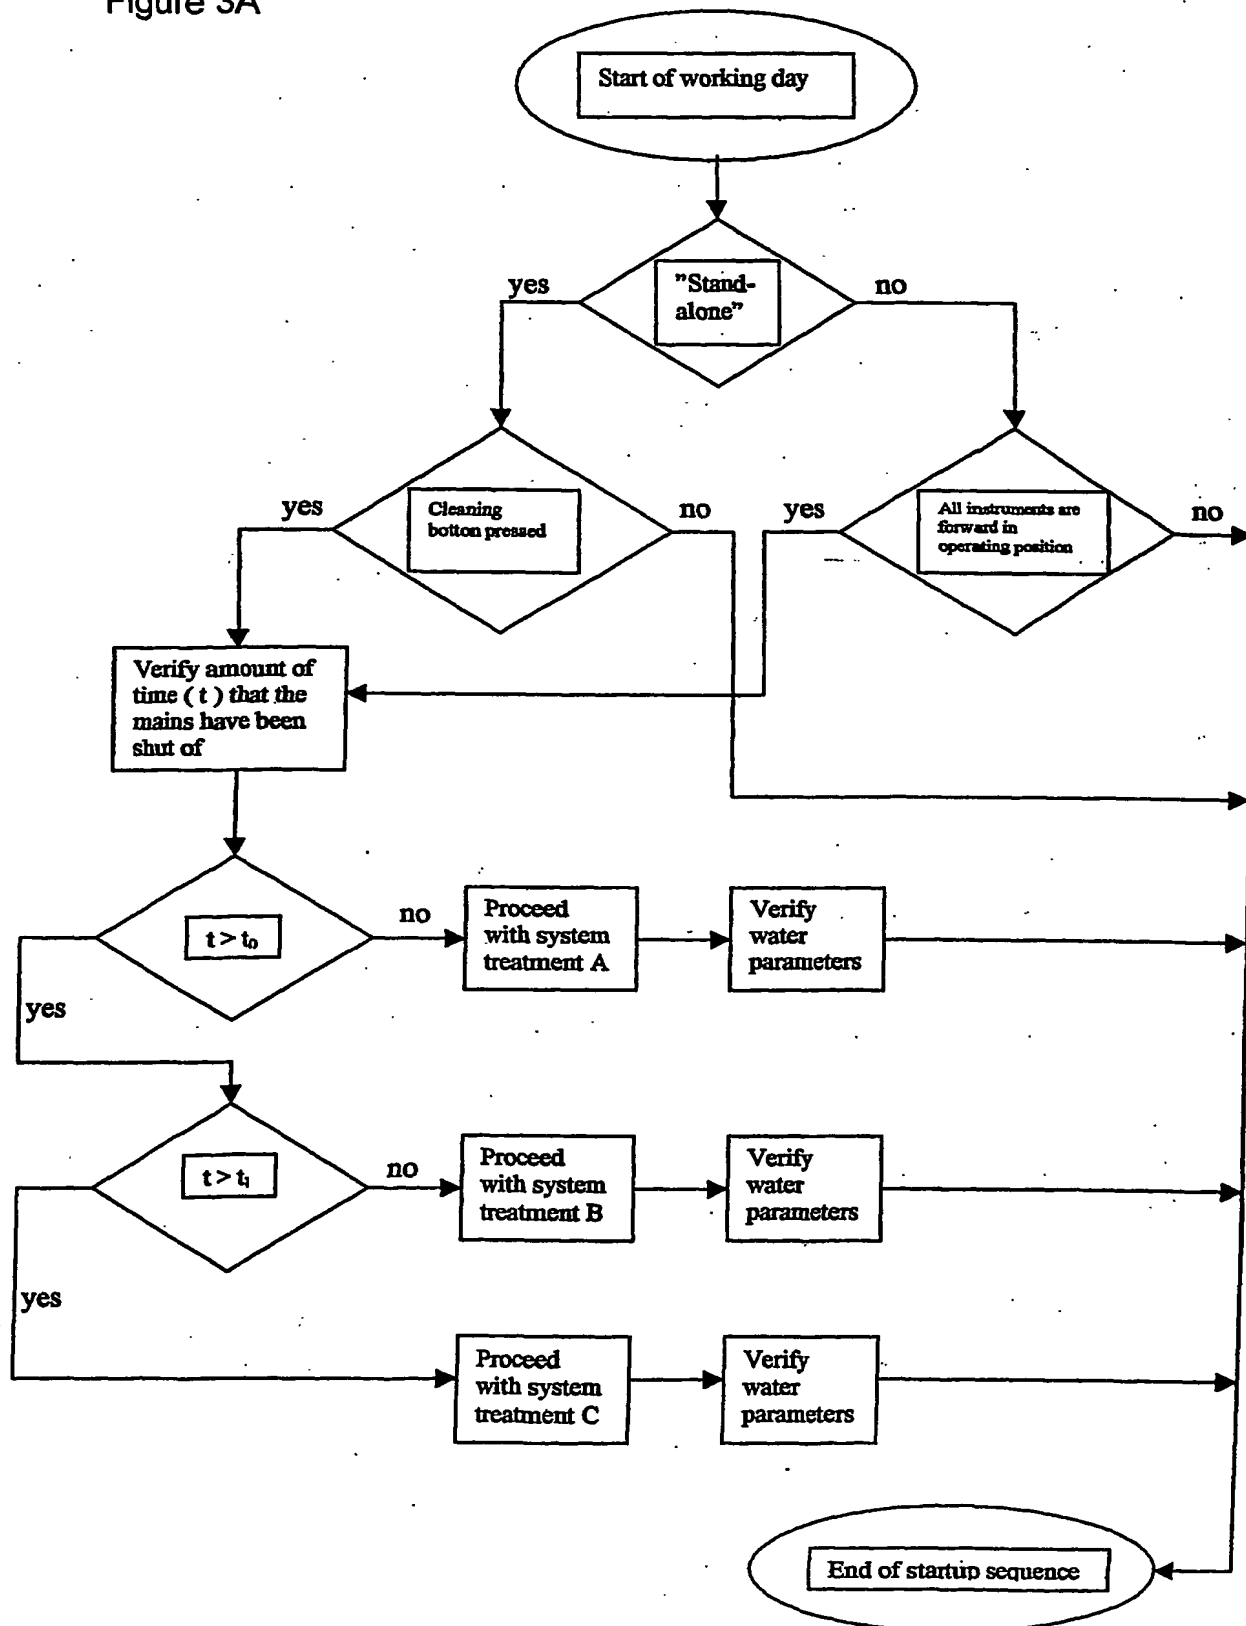 Figure 3A
Start of working day
"Stand-
alone"
yes
no
Cleaning
botton pressed
yes
no
All instruments are
forward in
operating position
yes
no
Verify amount of
time ( t ) that the
mains have been
shut of
t > t₀
no
yes
Proceed
with system
treatment A
Verify
water
parameters
t > t₁
no
yes
Proceed
with system
treatment B
Verify
water
parameters
Proceed
with system
treatment C
Verify
water
parameters
End of startup sequence